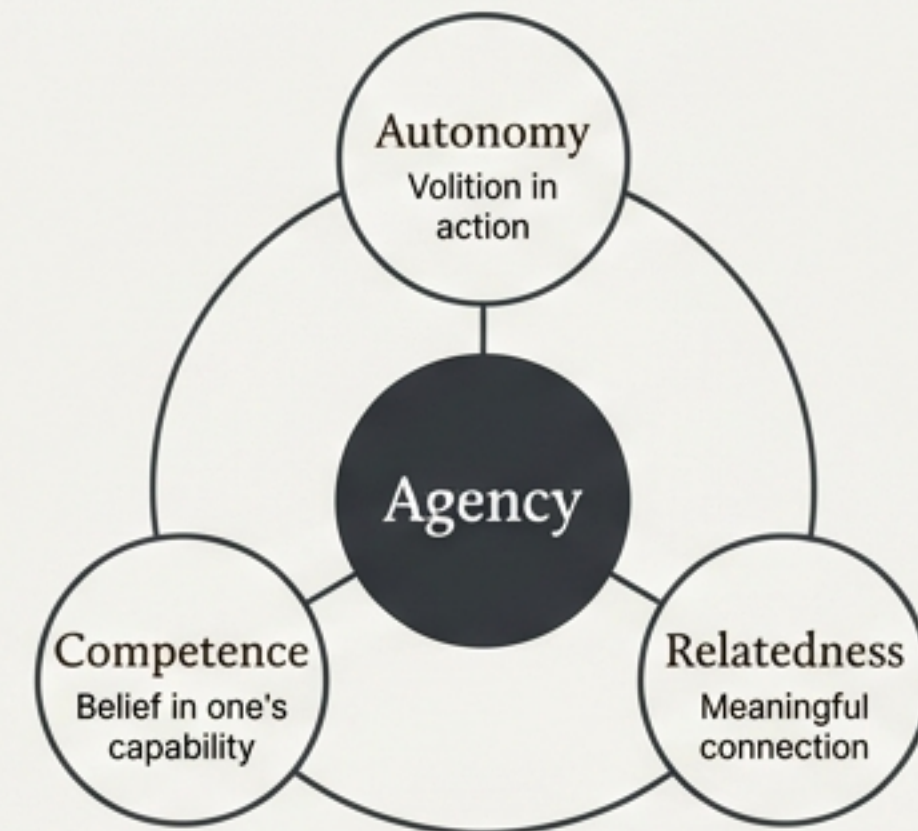 Autonomy
Volition in
action
Agency
Competence
Belief in one's
capability
Relatedness
Meaningful
connection